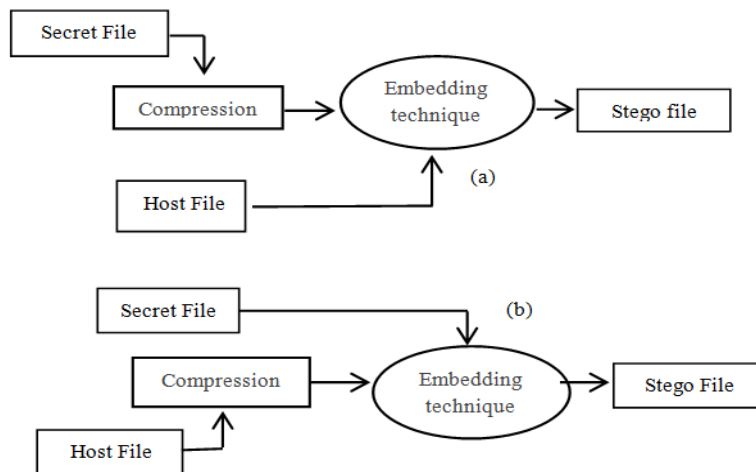 Secret File
Compression
Embedding
technique
Stego file
Host File
(a)
Secret File
(b)
Compression
Embedding
technique
Stego File
Host File